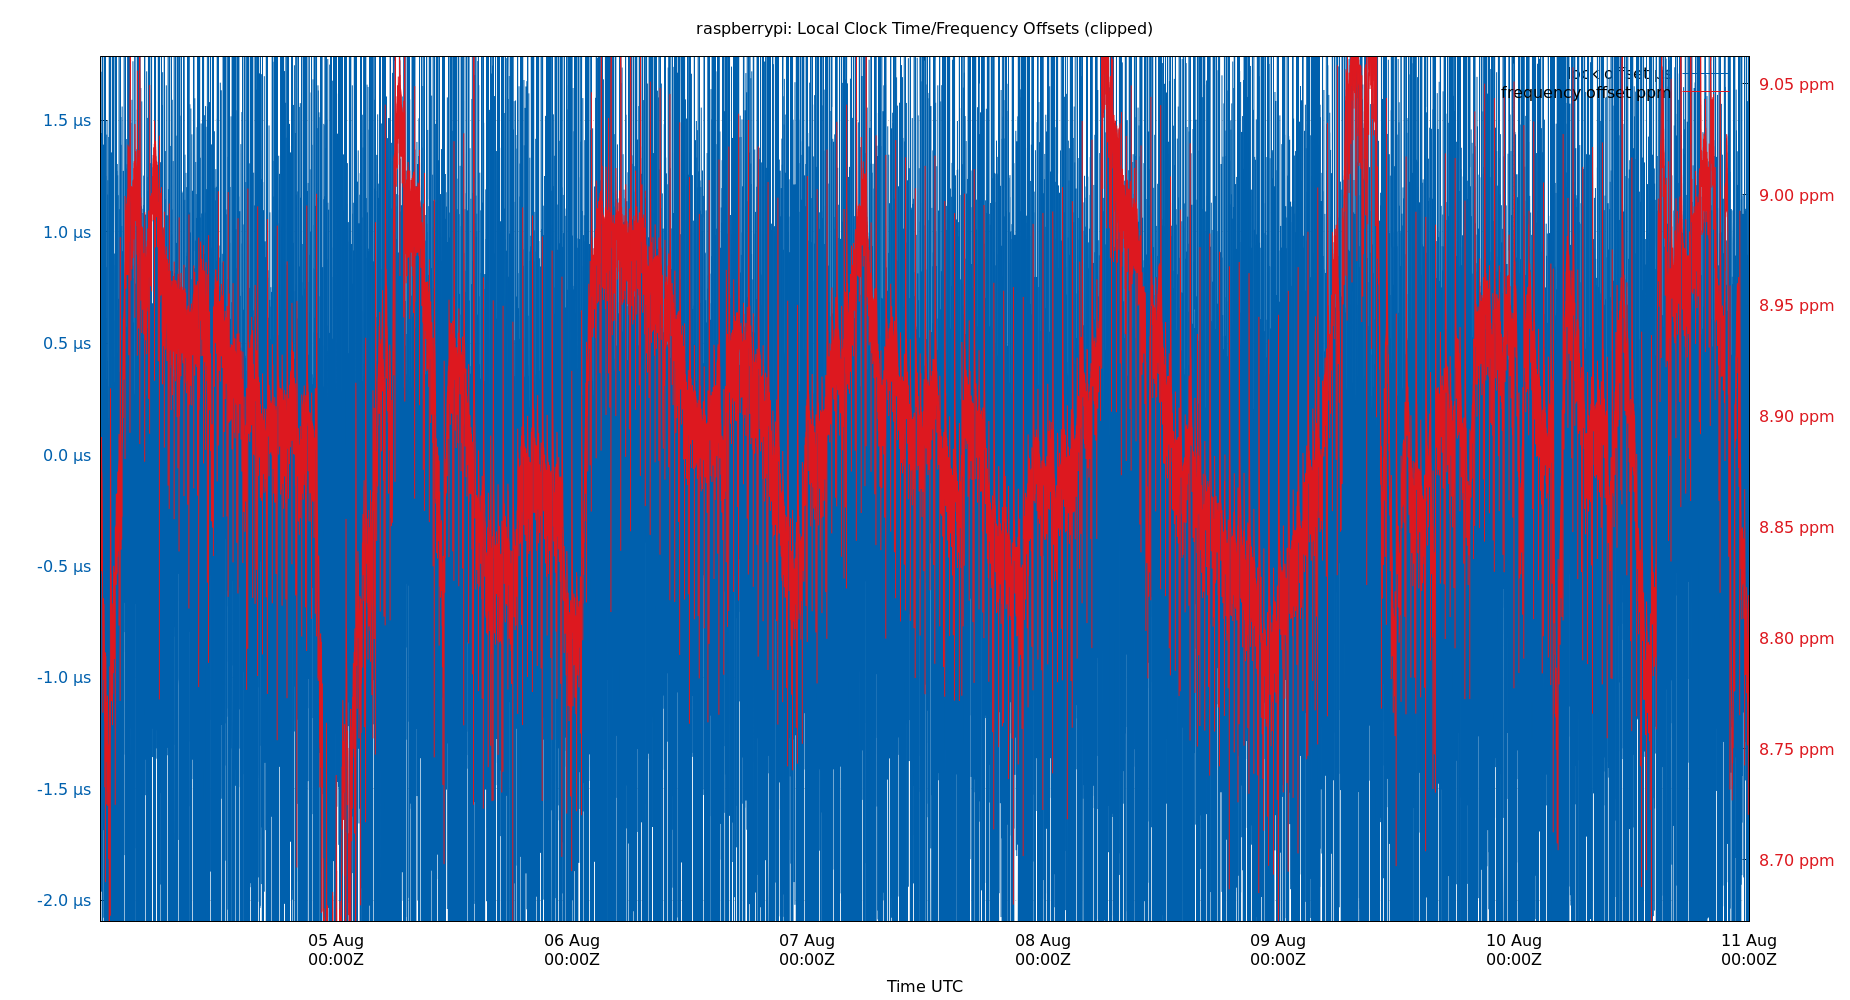 raspberrypi: Local Clock Time/Frequency Offsets (clipped)
clock offset µs
frequency offset ppm
1.5 µs
1.0 µs
0.5 µs
0.0 µs
-0.5 µs
-1.0 µs
-1.5 µs
-2.0 µs
9.05 ppm
9.00 ppm
8.95 ppm
8.90 ppm
8.85 ppm
8.80 ppm
8.75 ppm
8.70 ppm
05 Aug
00:00Z
06 Aug
00:00Z
07 Aug
00:00Z
08 Aug
00:00Z
09 Aug
00:00Z
10 Aug
00:00Z
11 Aug
00:00Z
Time UTC